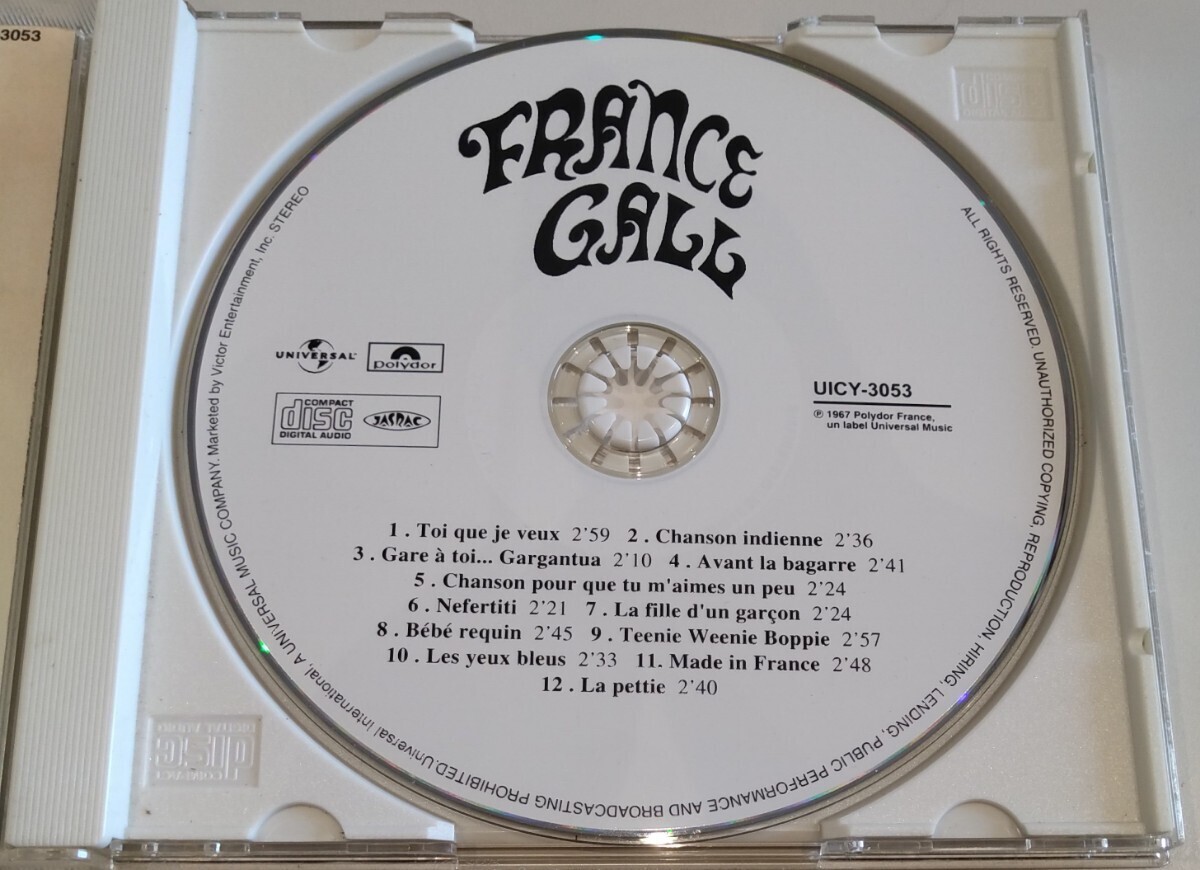 3053
FRANCE
GALL
UNIVERSAL
polydor
COMPACT
disc
DIGITAL AUDIO
JASRAC
UICY-3053
℗ 1967 Polydor France,
un label Universal Music
1 . Toi que je veux 2'59 2 . Chanson indienne 2'36
3 . Gare à toi... Gargantua 2'10 4 . Avant la bagarre 2'41
5 . Chanson pour que tu m'aimes un peu 2'24
6 . Nefertiti 2'21 7 . La fille d'un garçon 2'24
8 . Bébé requin 2'45 9 . Teenie Weenie Boppie 2'57
10 . Les yeux bleus 2'33 11. Made in France 2'48
12 . La pettie 2'40
ALL RIGHTS RESERVED. UNAUTHORIZED COPYING, REPRODUCTION, HIRING, LENDING, PUBLIC PERFORMANCE AND BROADCASTING PROHIBITED. Universal International, A UNIVERSAL MUSIC COMPANY. Marketed by Victor Entertainment, Inc. STEREO
disc
COMPACT
disc
DIGITAL AUDIO